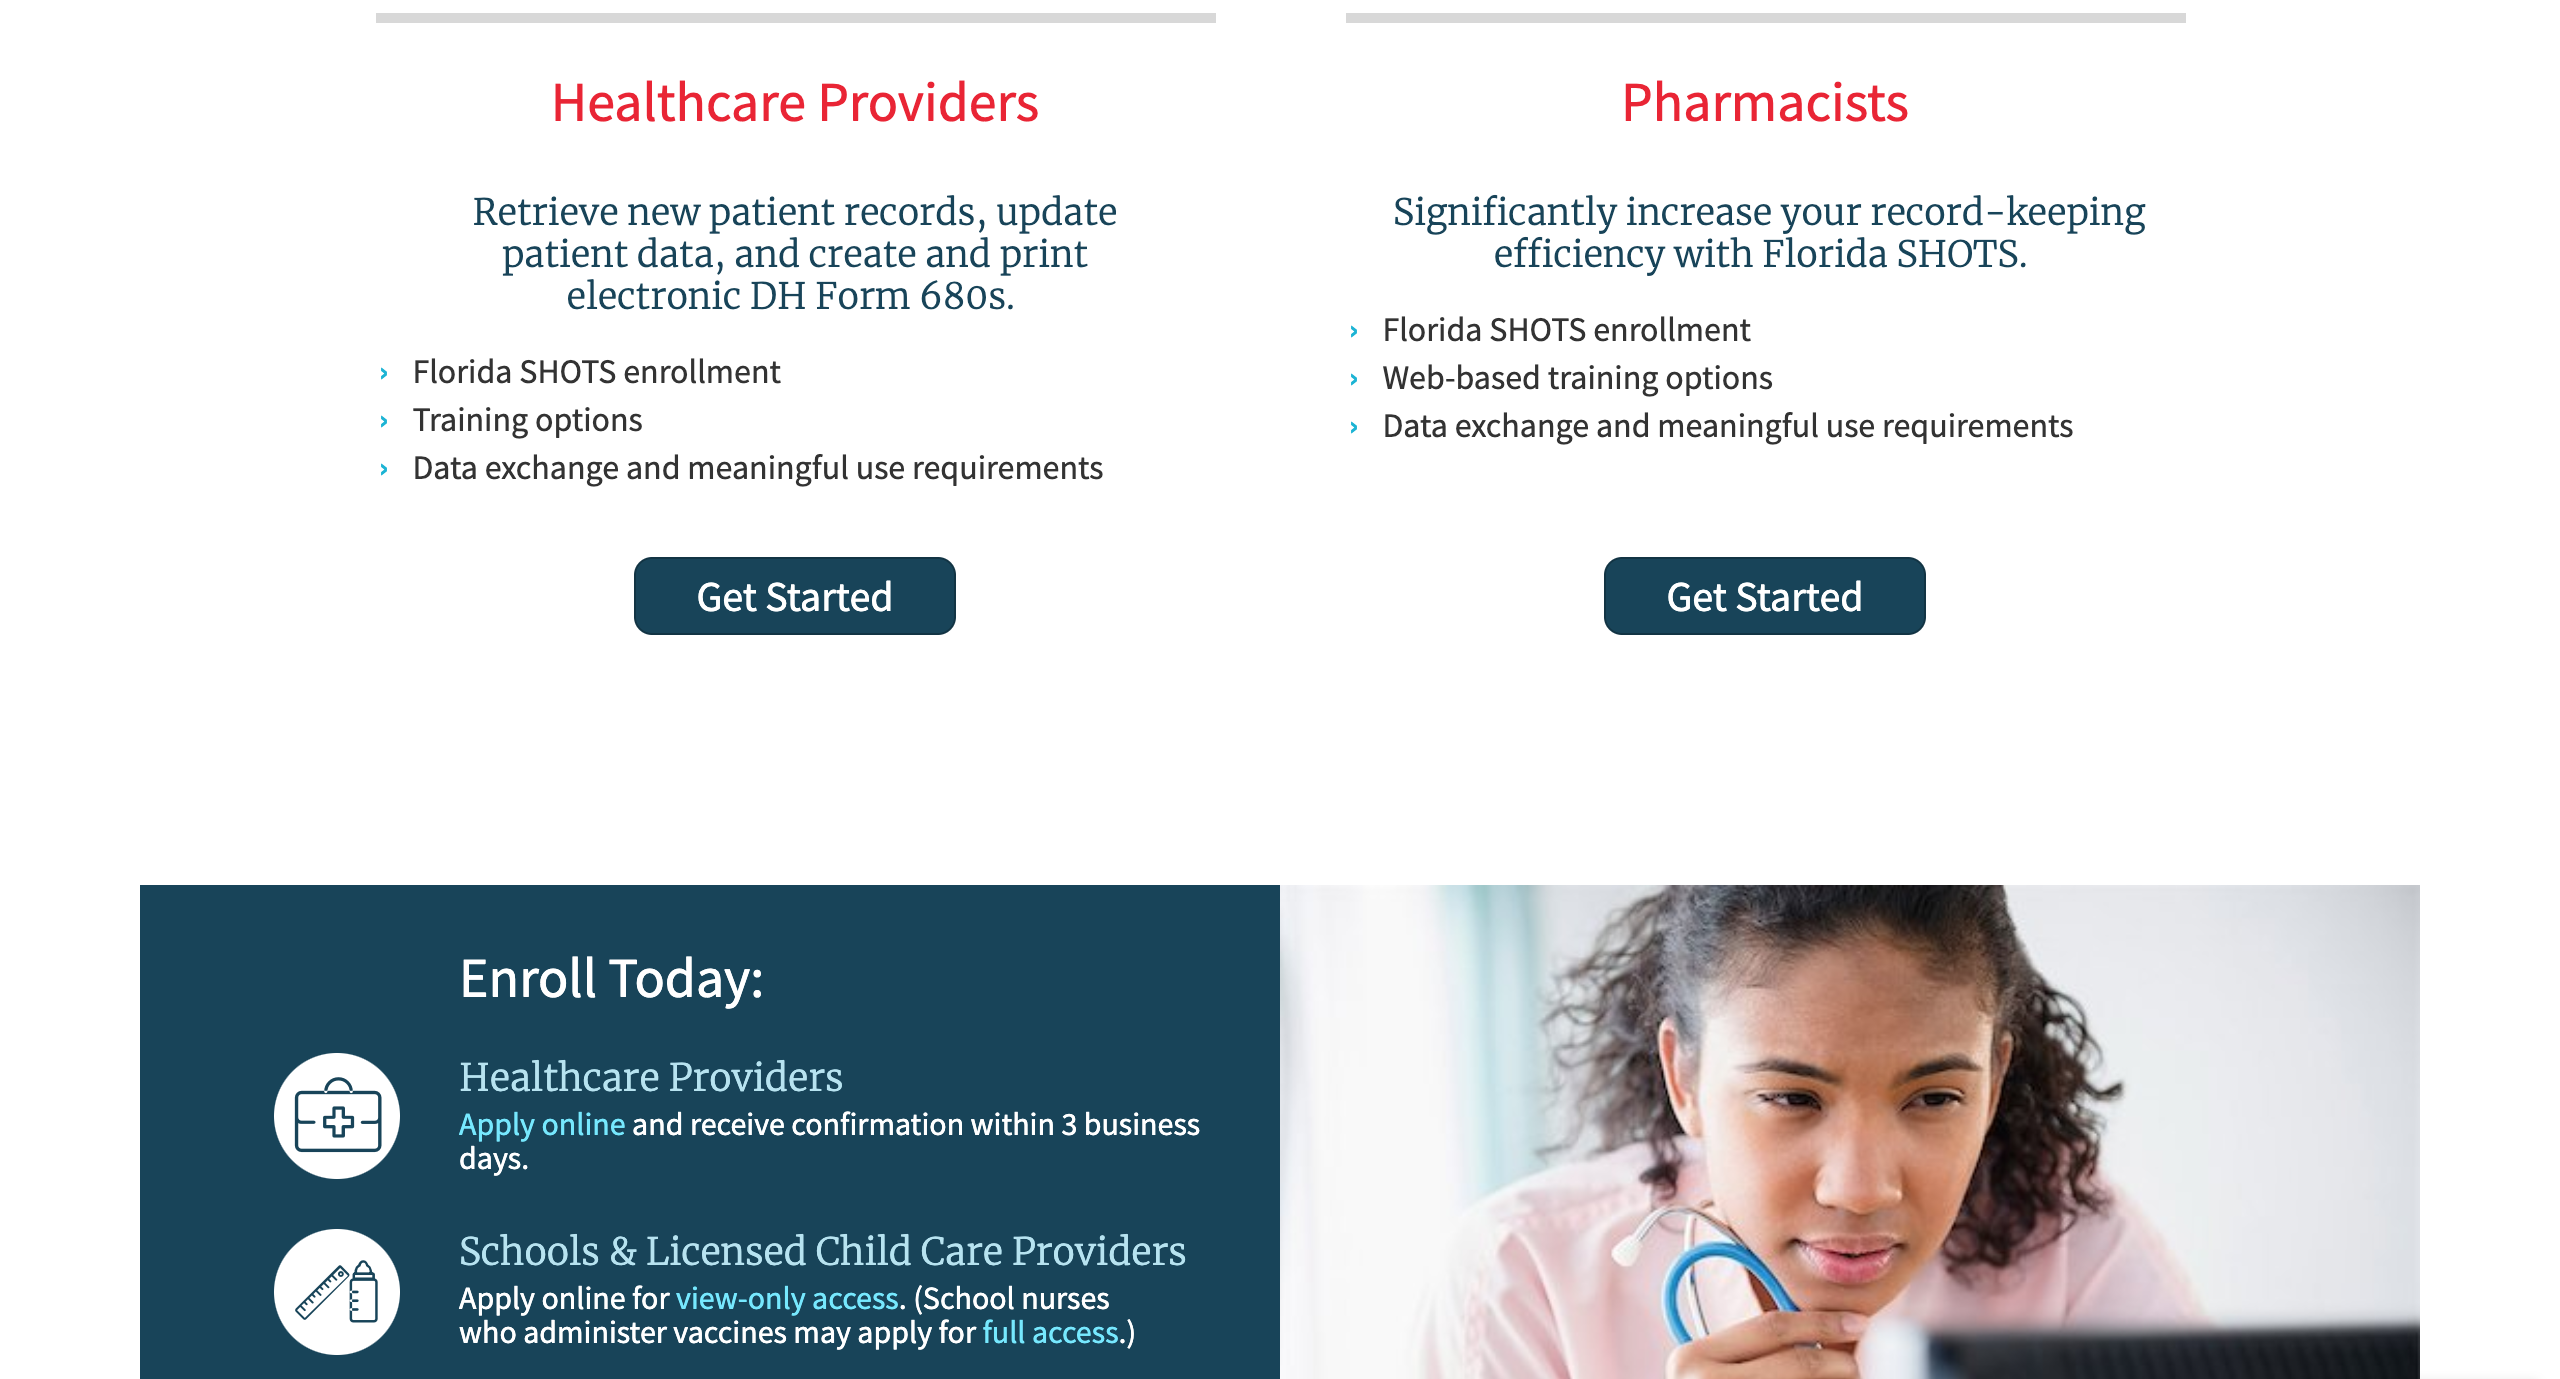 Healthcare Providers
Retrieve new patient records, update
patient data, and create and print
electronic DH Form 680s.
› Florida SHOTS enrollment
› Training options
› Data exchange and meaningful use requirements
Get Started
Pharmacists
Significantly increase your record-keeping
efficiency with Florida SHOTS.
› Florida SHOTS enrollment
› Web-based training options
› Data exchange and meaningful use requirements
Get Started
Enroll Today:
Healthcare Providers
Apply online and receive confirmation within 3 business
days.
Schools & Licensed Child Care Providers
Apply online for view-only access. (School nurses
who administer vaccines may apply for full access.)